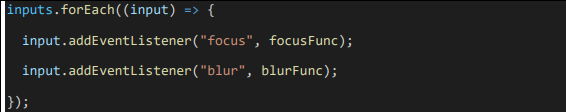 inputs.forEach((input) => {
input.addEventListener("focus", focusFunc);
input.addEventListener("blur", blurFunc);
});